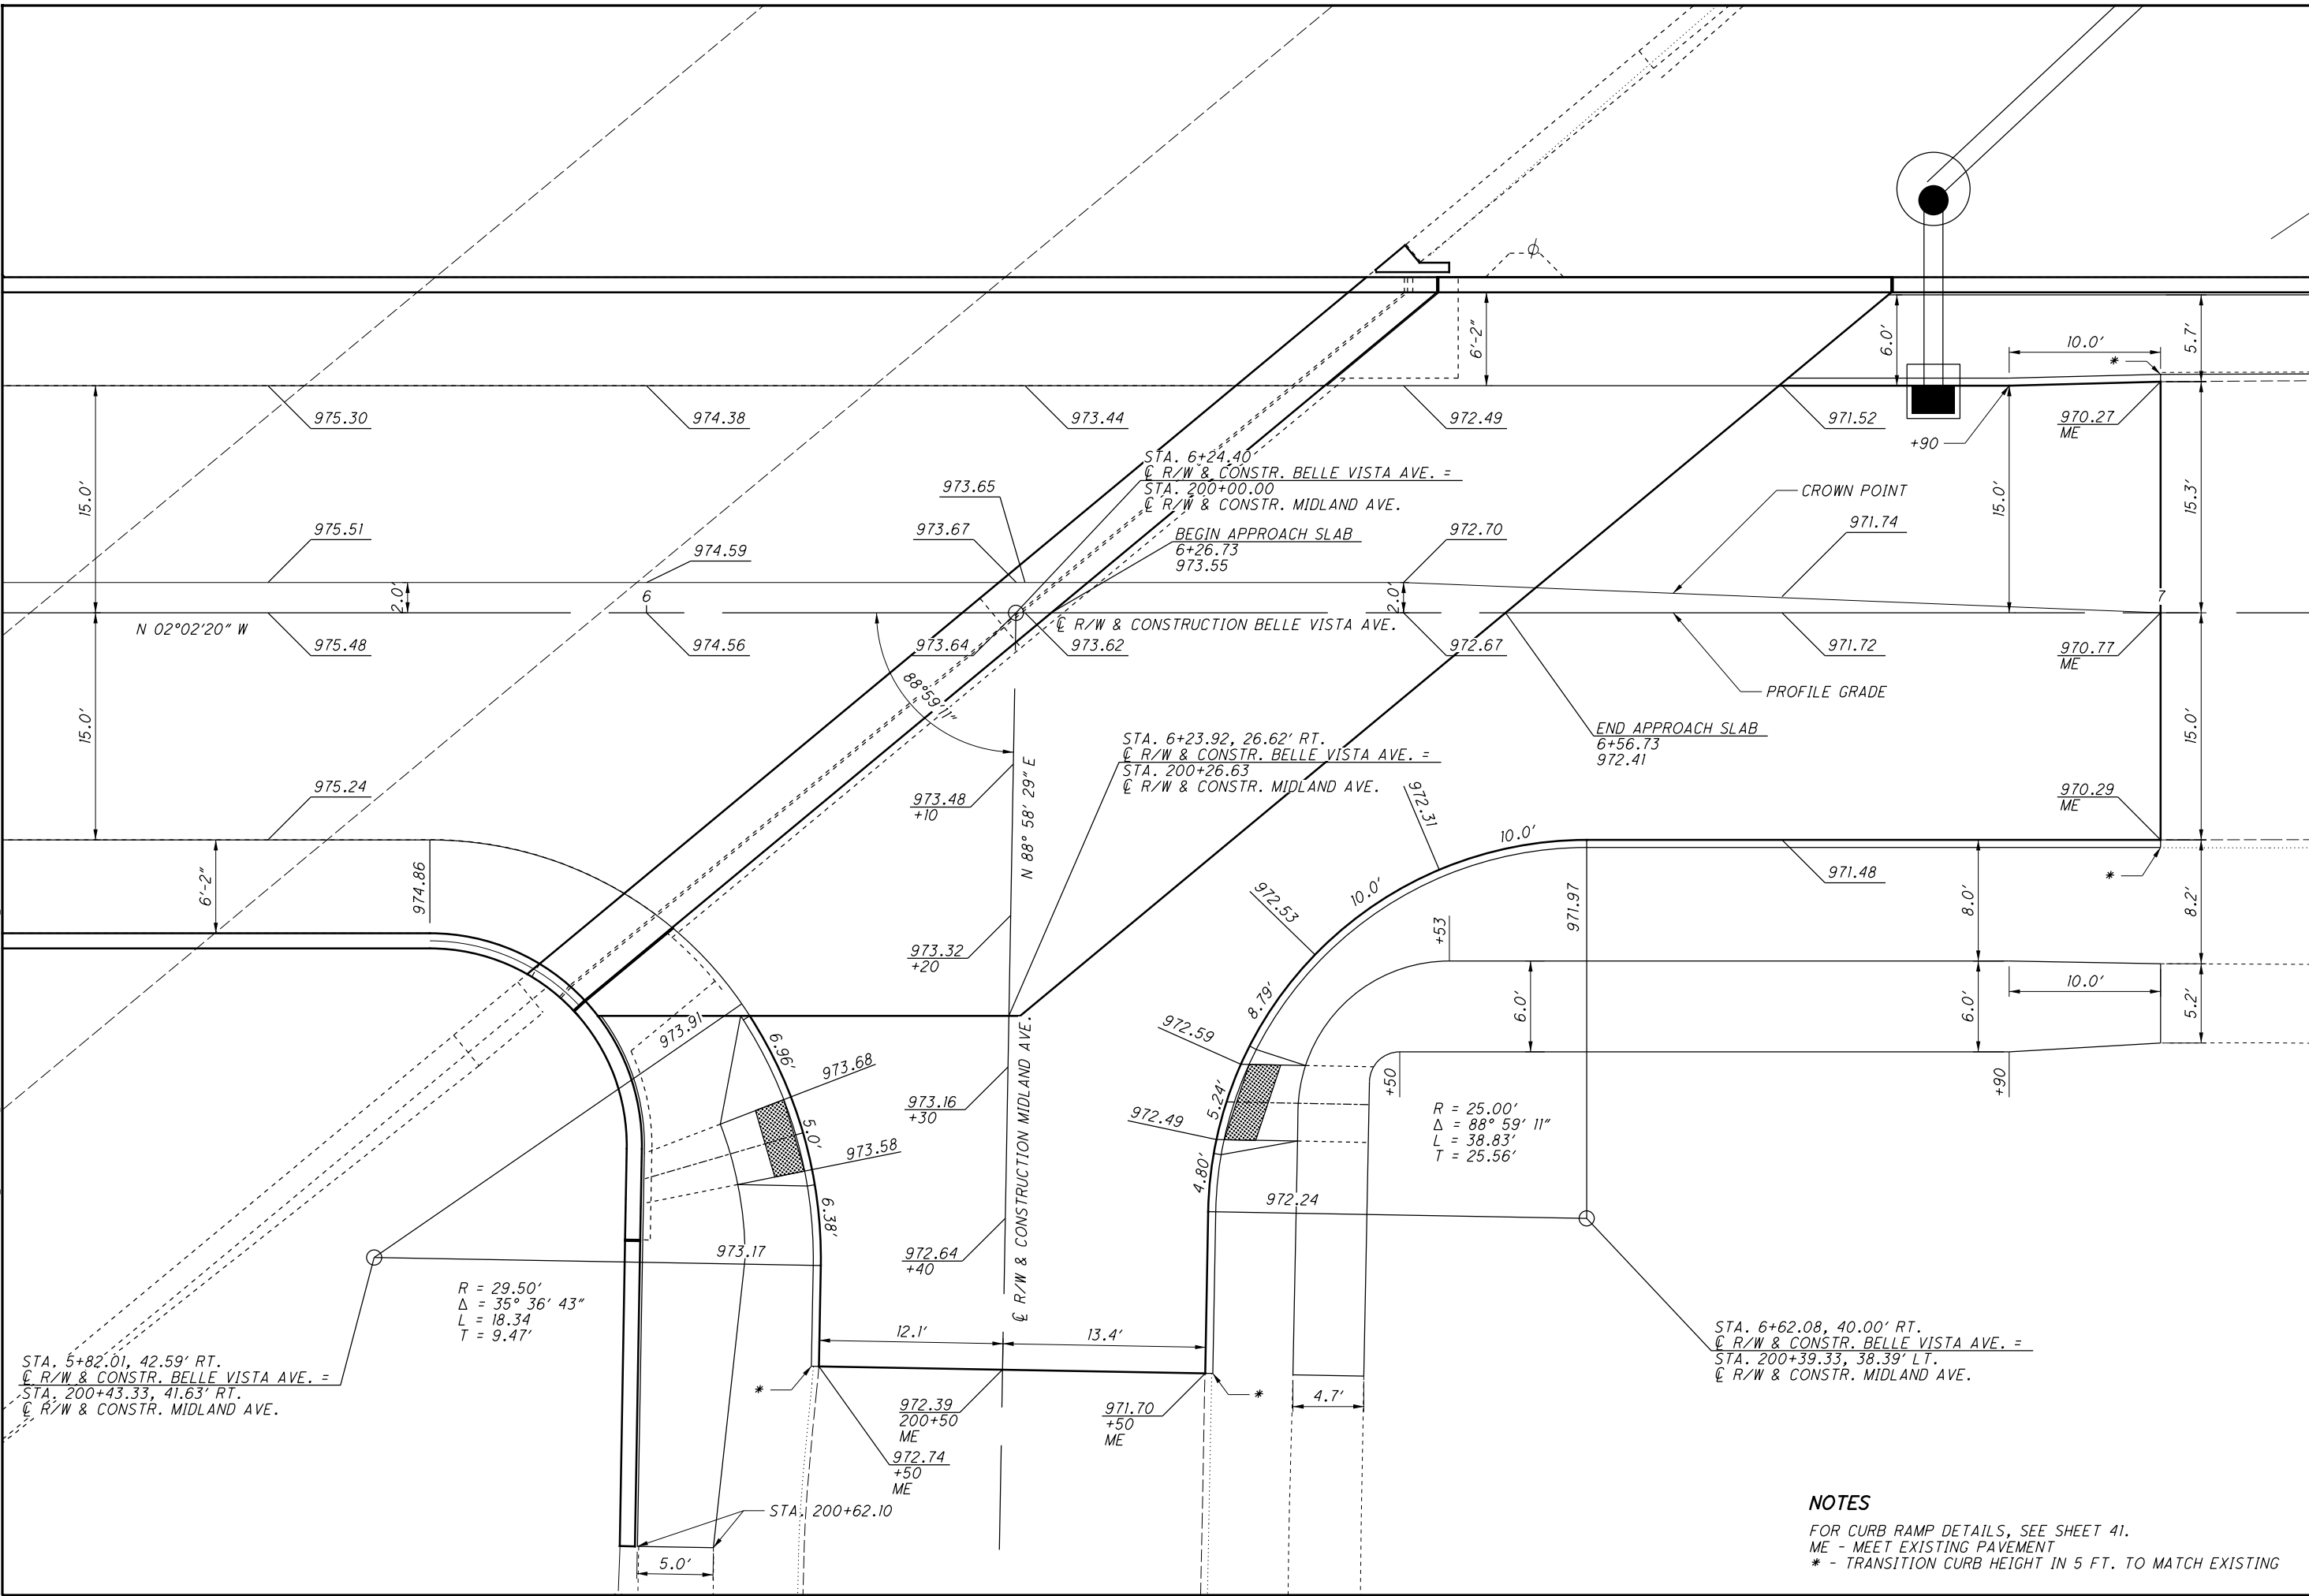 6'-2"
6.0'
10.0'
5.7'
*
975.30
974.38
973.44
972.49
971.52
+90
970.27
ME
STA. 6+24.40
℄ R/W & CONSTR. BELLE VISTA AVE. =
STA. 200+00.00
℄ R/W & CONSTR. MIDLAND AVE.
15.0'
973.65
CROWN POINT
15.0'
15.3'
975.51
974.59
973.67
972.70
971.74
BEGIN APPROACH SLAB
6+26.73
973.55
2.0'
6
2.0'
7
N 02°02'20" W
℄ R/W & CONSTRUCTION BELLE VISTA AVE.
975.48
974.56
973.64
973.62
972.67
971.72
970.77
ME
88°59'11"
PROFILE GRADE
15.0'
15.0'
END APPROACH SLAB
6+56.73
972.41
STA. 6+23.92, 26.62' RT.
℄ R/W & CONSTR. BELLE VISTA AVE. =
STA. 200+26.63
℄ R/W & CONSTR. MIDLAND AVE.
N 88° 58' 29" E
975.24
973.48
+10
972.31
970.29
ME
10.0'
6'-2"
974.86
10.0'
971.97
971.48
*
972.53
8.0'
8.2'
973.32
+20
+53
8.79'
10.0'
973.91
6.96'
972.59
6.0'
6.0'
5.2'
℄ R/W & CONSTRUCTION MIDLAND AVE.
973.68
973.16
+30
5.24'
+50
+90
972.49
R = 25.00'
Δ = 88° 59' 11"
L = 38.83'
T = 25.56'
5.0'
973.58
4.80'
972.24
6.38'
973.17
972.64
+40
R = 29.50'
Δ = 35° 36' 43"
L = 18.34
T = 9.47'
12.1'
13.4'
STA. 6+62.08, 40.00' RT.
℄ R/W & CONSTR. BELLE VISTA AVE. =
STA. 200+39.33, 38.39' LT.
℄ R/W & CONSTR. MIDLAND AVE.
STA. 5+82.01, 42.59' RT.
℄ R/W & CONSTR. BELLE VISTA AVE. =
STA. 200+43.33, 41.63' RT.
℄ R/W & CONSTR. MIDLAND AVE.
*
*
972.39
200+50
ME
971.70
+50
ME
4.7'
972.74
+50
ME
STA. 200+62.10
5.0'
NOTES
FOR CURB RAMP DETAILS, SEE SHEET 41.
ME - MEET EXISTING PAVEMENT
* - TRANSITION CURB HEIGHT IN 5 FT. TO MATCH EXISTING